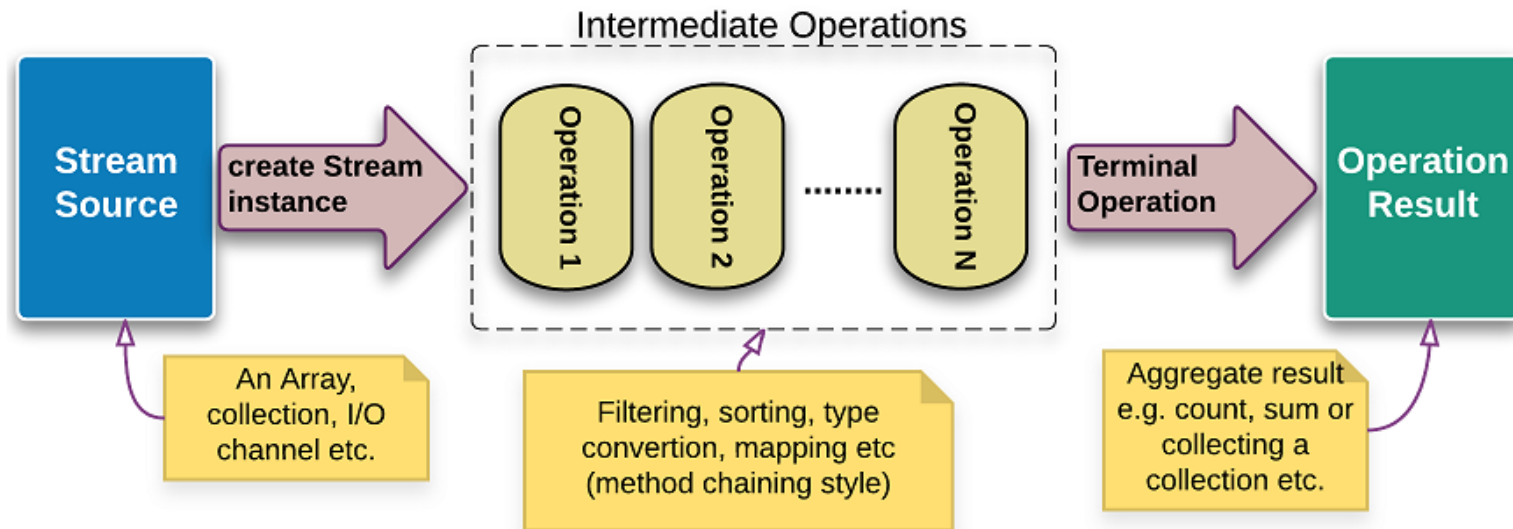 Intermediate Operations
Stream
Source
create Stream
instance
Operation 1
Operation 2
Operation N
Terminal
Operation
Operation
Result
An Array,
collection, I/O
channel etc.
Filtering, sorting, type
convertion, mapping etc
(method chaining style)
Aggregate result
e.g. count, sum or
collecting a
collection etc.